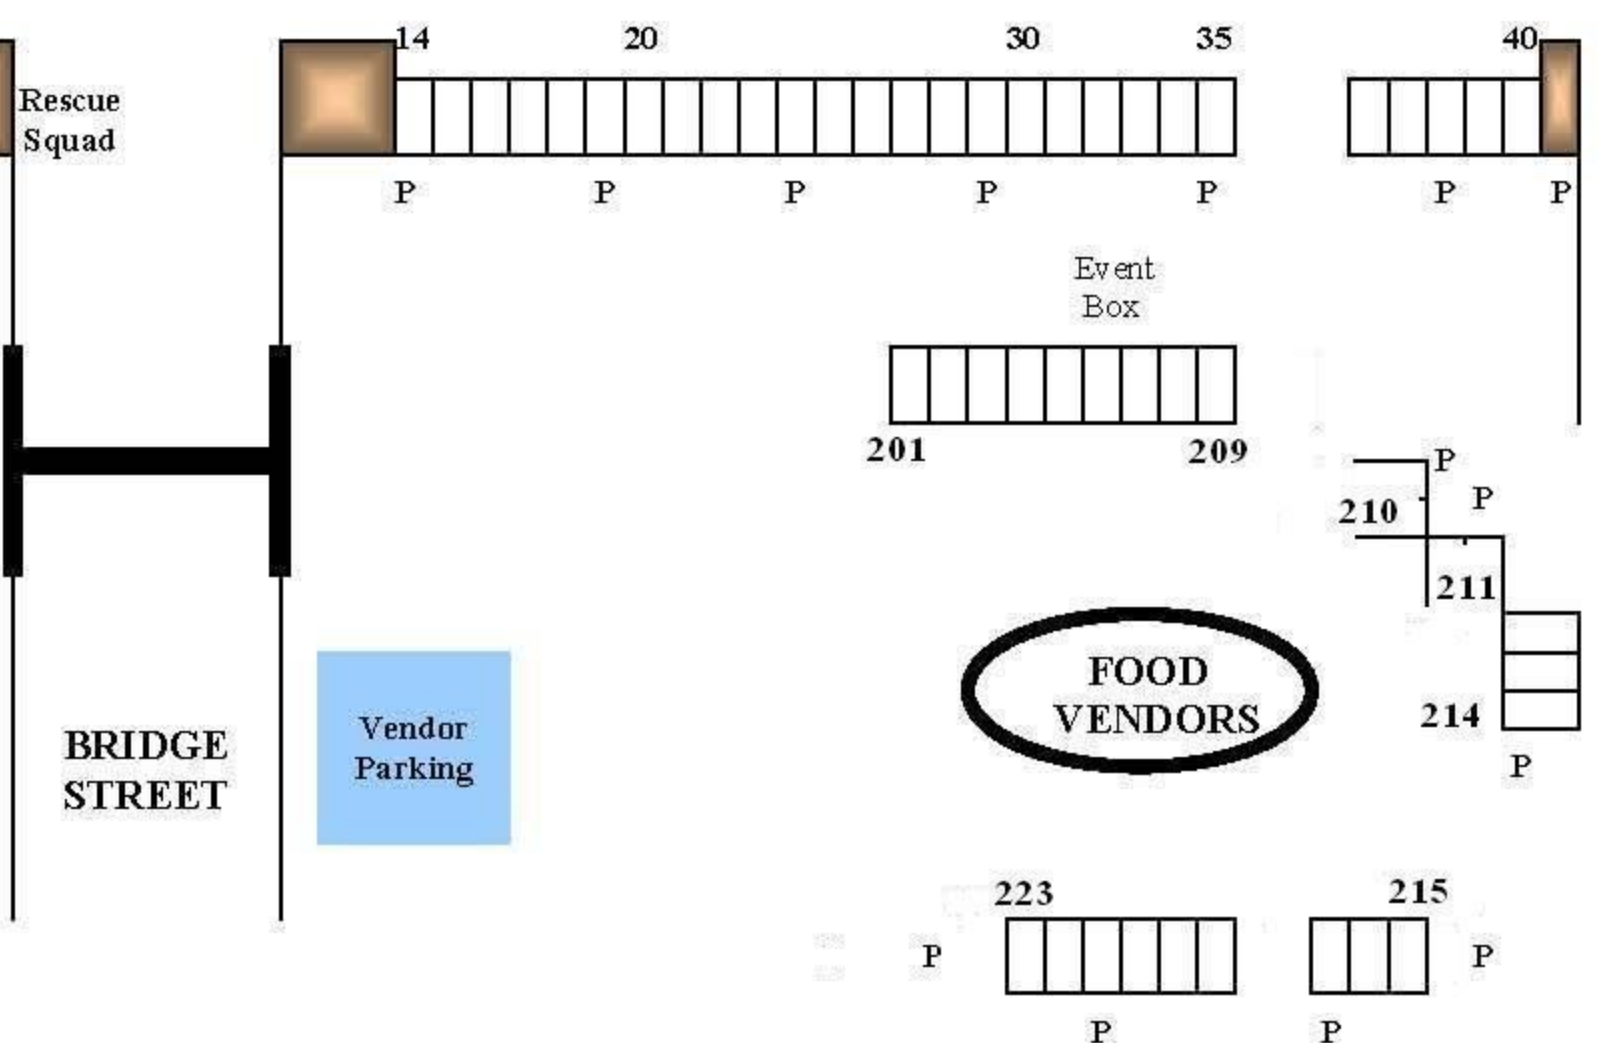 14 20 30 35 40
Rescue
Squad
P P P P P P P
Event
Box
201 209
P
210 P
211
FOOD
VENDORS
214
P
Vendor
Parking
BRIDGE
STREET
223 215
P P
P P